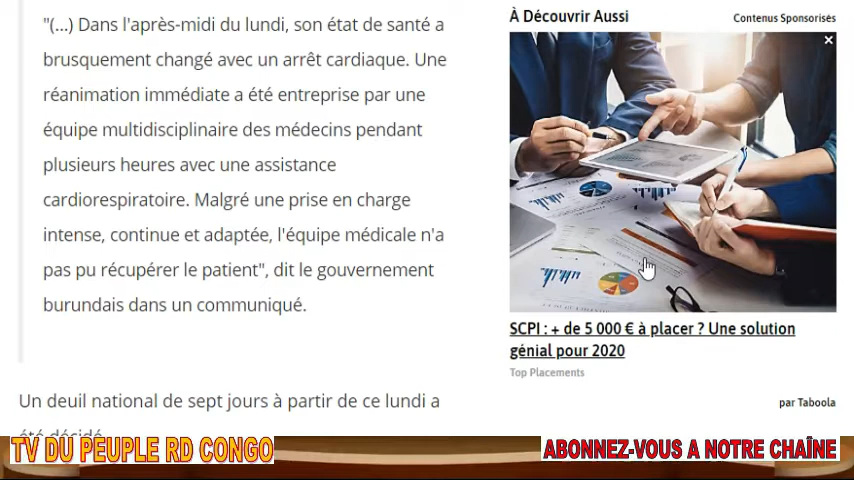 "(...) Dans l'après-midi du lundi, son état de santé a
brusquement changé avec un arrêt cardiaque. Une
réanimation immédiate a été entreprise par une
équipe multidisciplinaire des médecins pendant
plusieurs heures avec une assistance
cardiorespiratoire. Malgré une prise en charge
intense, continue et adaptée, l'équipe médicale n'a
pas pu récupérer le patient", dit le gouvernement
burundais dans un communiqué.
Un deuil national de sept jours à partir de ce lundi a
été décidé
À Découvrir Aussi
Contenus Sponsorisés
SCPI : + de 5 000 € à placer ? Une solution
génial pour 2020
Top Placements
par Taboola
TV DU PEUPLE RD CONGO
ABONNEZ-VOUS A NOTRE CHAÎNE